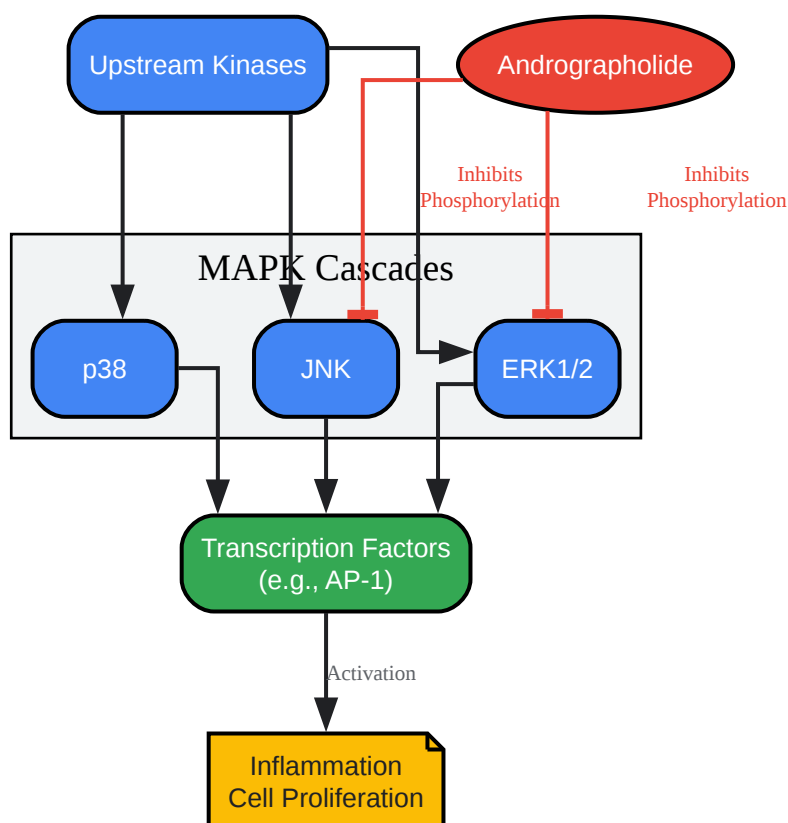 Upstream Kinases
Andrographolide
Inhibits
Phosphorylation
Inhibits
Phosphorylation
MAPK Cascades
p38
JNK
ERK1/2
Transcription Factors
(e.g., AP-1)
Activation
Inflammation
Cell Proliferation